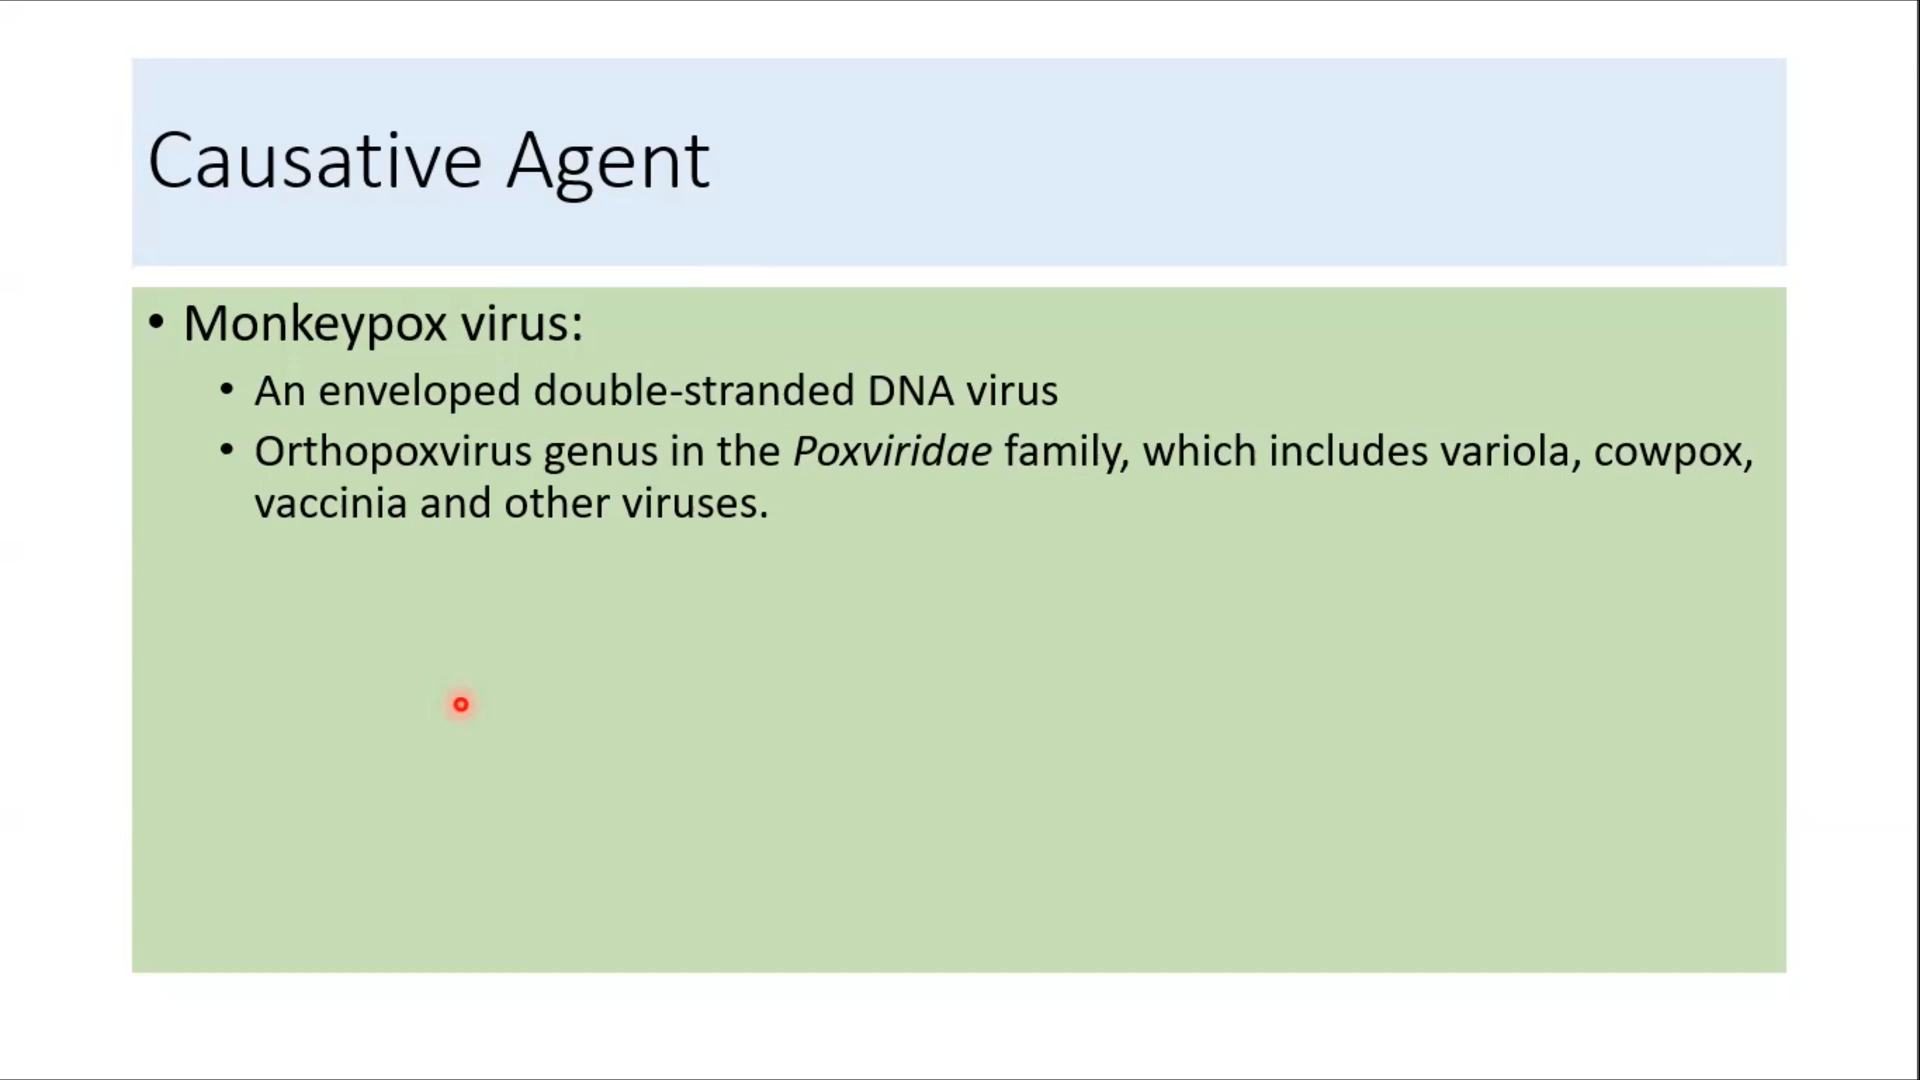 Causative Agent
• Monkeypox virus:
• An enveloped double-stranded DNA virus
• Orthopoxvirus genus in the Poxviridae family, which includes variola, cowpox,
vaccinia and other viruses.